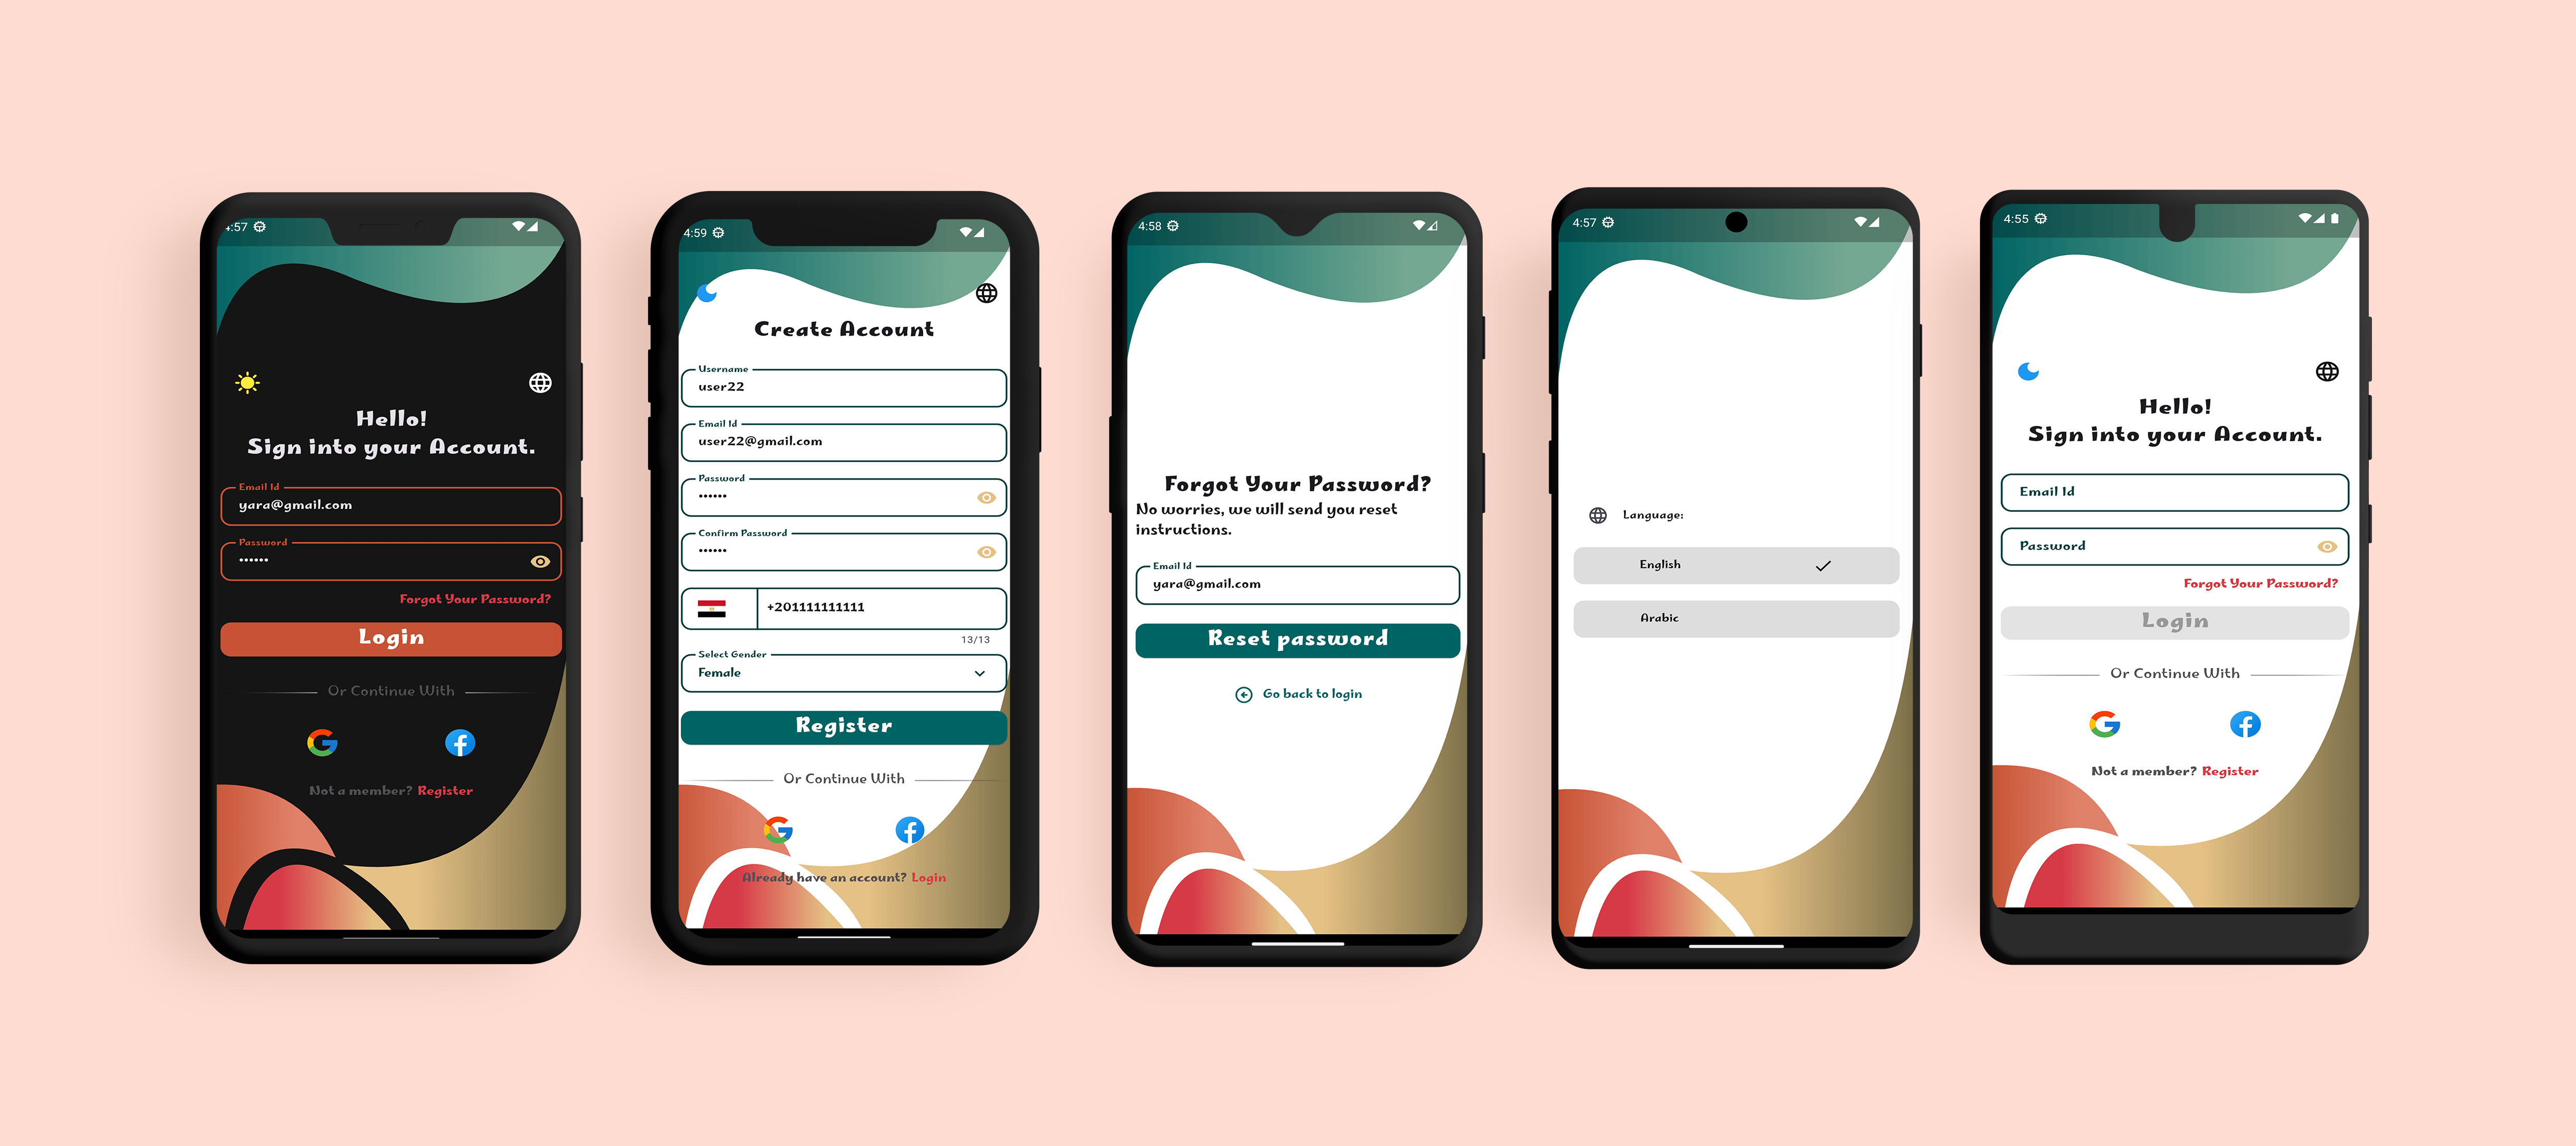 4:57
Hello!
Sign into your Account.
Email Id
yara@gmail.com
Password
••••••
Forgot Your Password?
Login
Or Continue With
Not a member? Register
4:59
Create Account
Username
user22
Email Id
user22@gmail.com
Password
••••••
Confirm Password
••••••
+201111111111
13/13
Select Gender
Female
Register
Or Continue With
Already have an account? Login
4:58
Forgot Your Password?
No worries, we will send you reset
instructions.
Email Id
yara@gmail.com
Reset password
Go back to login
4:57
Language:
English
Arabic
4:55
Hello!
Sign into your Account.
Email Id
Password
Forgot Your Password?
Login
Or Continue With
Not a member? Register